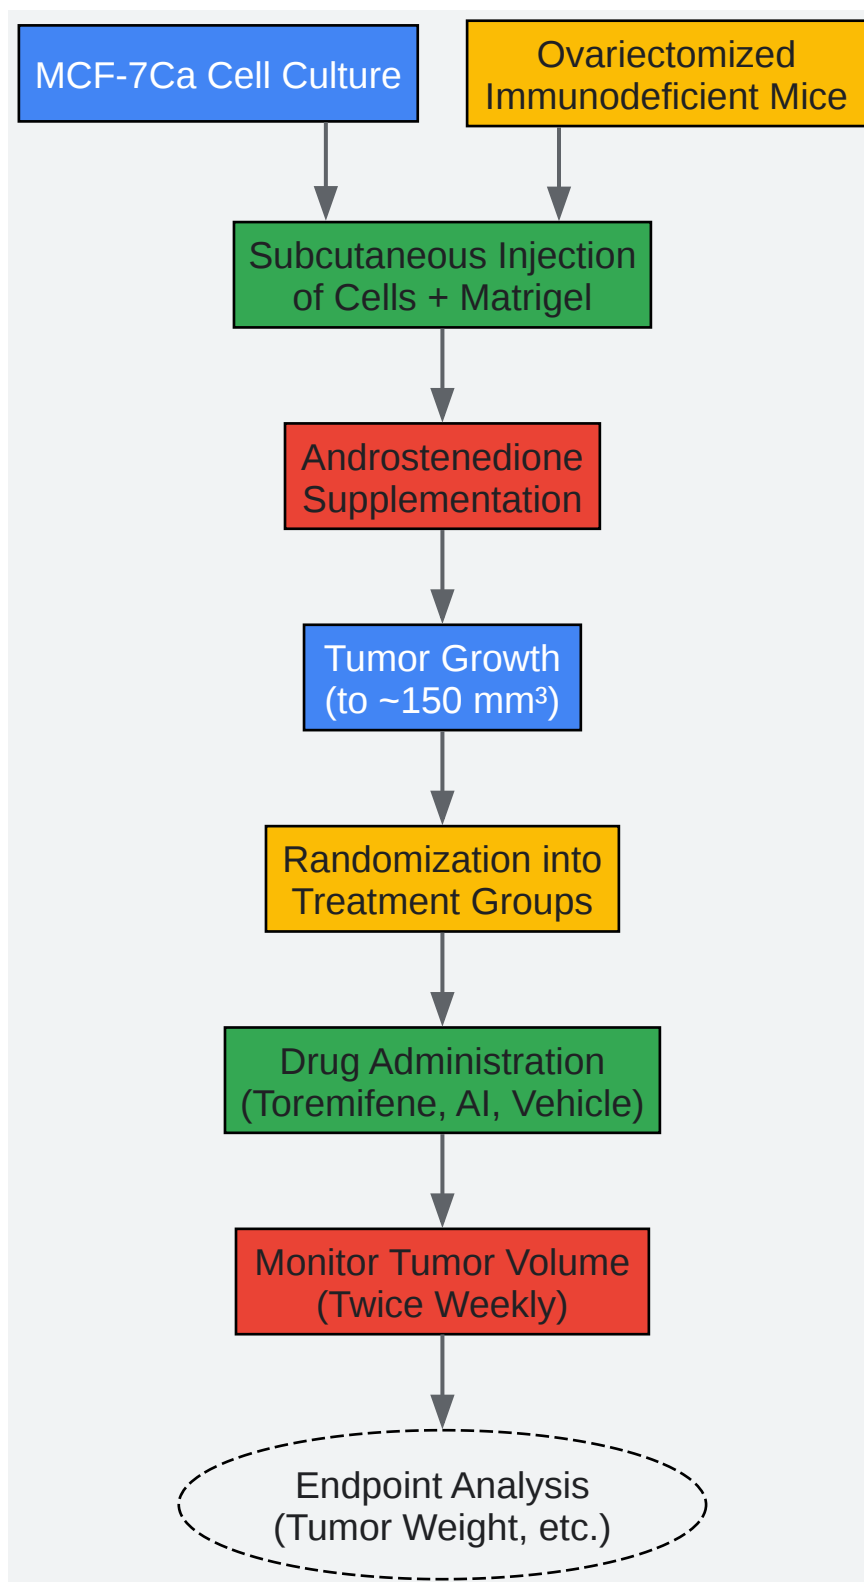 MCF-7Ca Cell Culture
Ovariectomized
Immunodeficient Mice
Subcutaneous Injection
of Cells + Matrigel
Androstenedione
Supplementation
Tumor Growth
(to ~150 mm³)
Randomization into
Treatment Groups
Drug Administration
(Toremifene, AI, Vehicle)
Monitor Tumor Volume
(Twice Weekly)
Endpoint Analysis
(Tumor Weight, etc.)